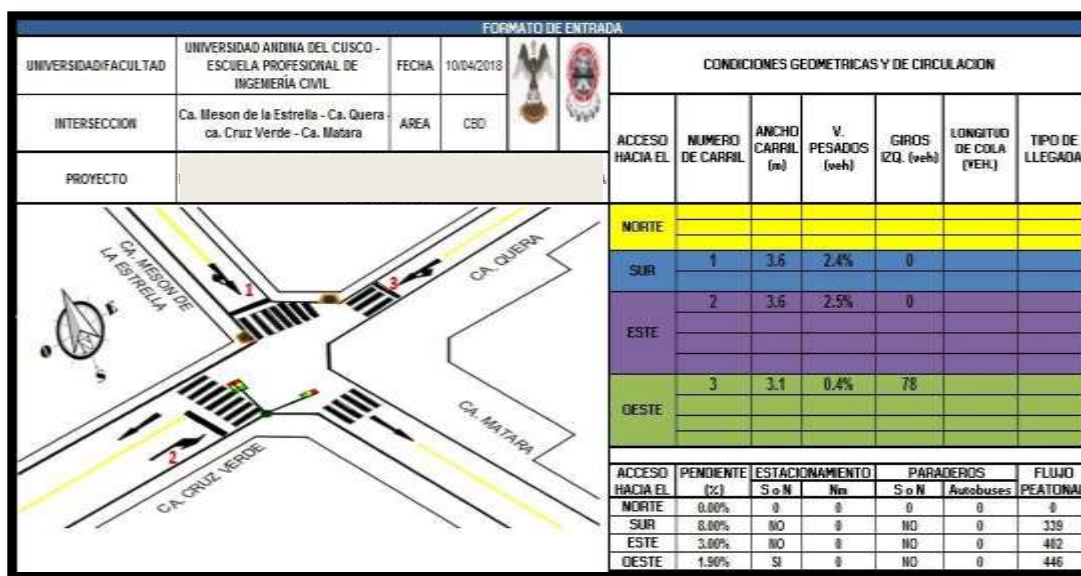 FORMATO DE ENTRADA
UNIVERSIDAD/FACULTAD
UNIVERSIDAD ANDINA DEL CUSCO -
ESCUELA PROFESIONAL DE
INGENIERÍA CIVIL
FECHA
10/04/2018
INTERSECCION
Ca. Meson de la Estrella - Ca. Quera -
ca. Cruz Verde - Ca. Matara
AREA
CBD
PROYECTO
CONDICIONES GEOMETRICAS Y DE CIRCULACION
ACCESO HACIA EL
NUMERO DE CARRIL
ANCHO CARRIL (m)
V. PESADOS (veh)
GIROS IZQ. (veh)
LONGITUD DE COLA (VEH.)
TIPO DE LLEGADA
NORTE
SUR 1 3.6 2.4% 0
ESTE 2 3.6 2.5% 0
OESTE 3 3.1 0.4% 78
CA. MESON DE
LA ESTRELLA
1
3
CA. QUERA
E
O
S
CA. MATARA
2
CA. CRUZ VERDE
ACCESO HACIA EL PENDIENTE (%) ESTACIONAMIENTO PARADEROS FLUJO PEATONAL
S o N Nm S o N Autobuses
NORTE 0.00% 0 0 0 0 0
SUR 8.00% NO 0 NO 0 339
ESTE 3.00% NO 0 NO 0 402
OESTE 1.90% SI 0 NO 0 446